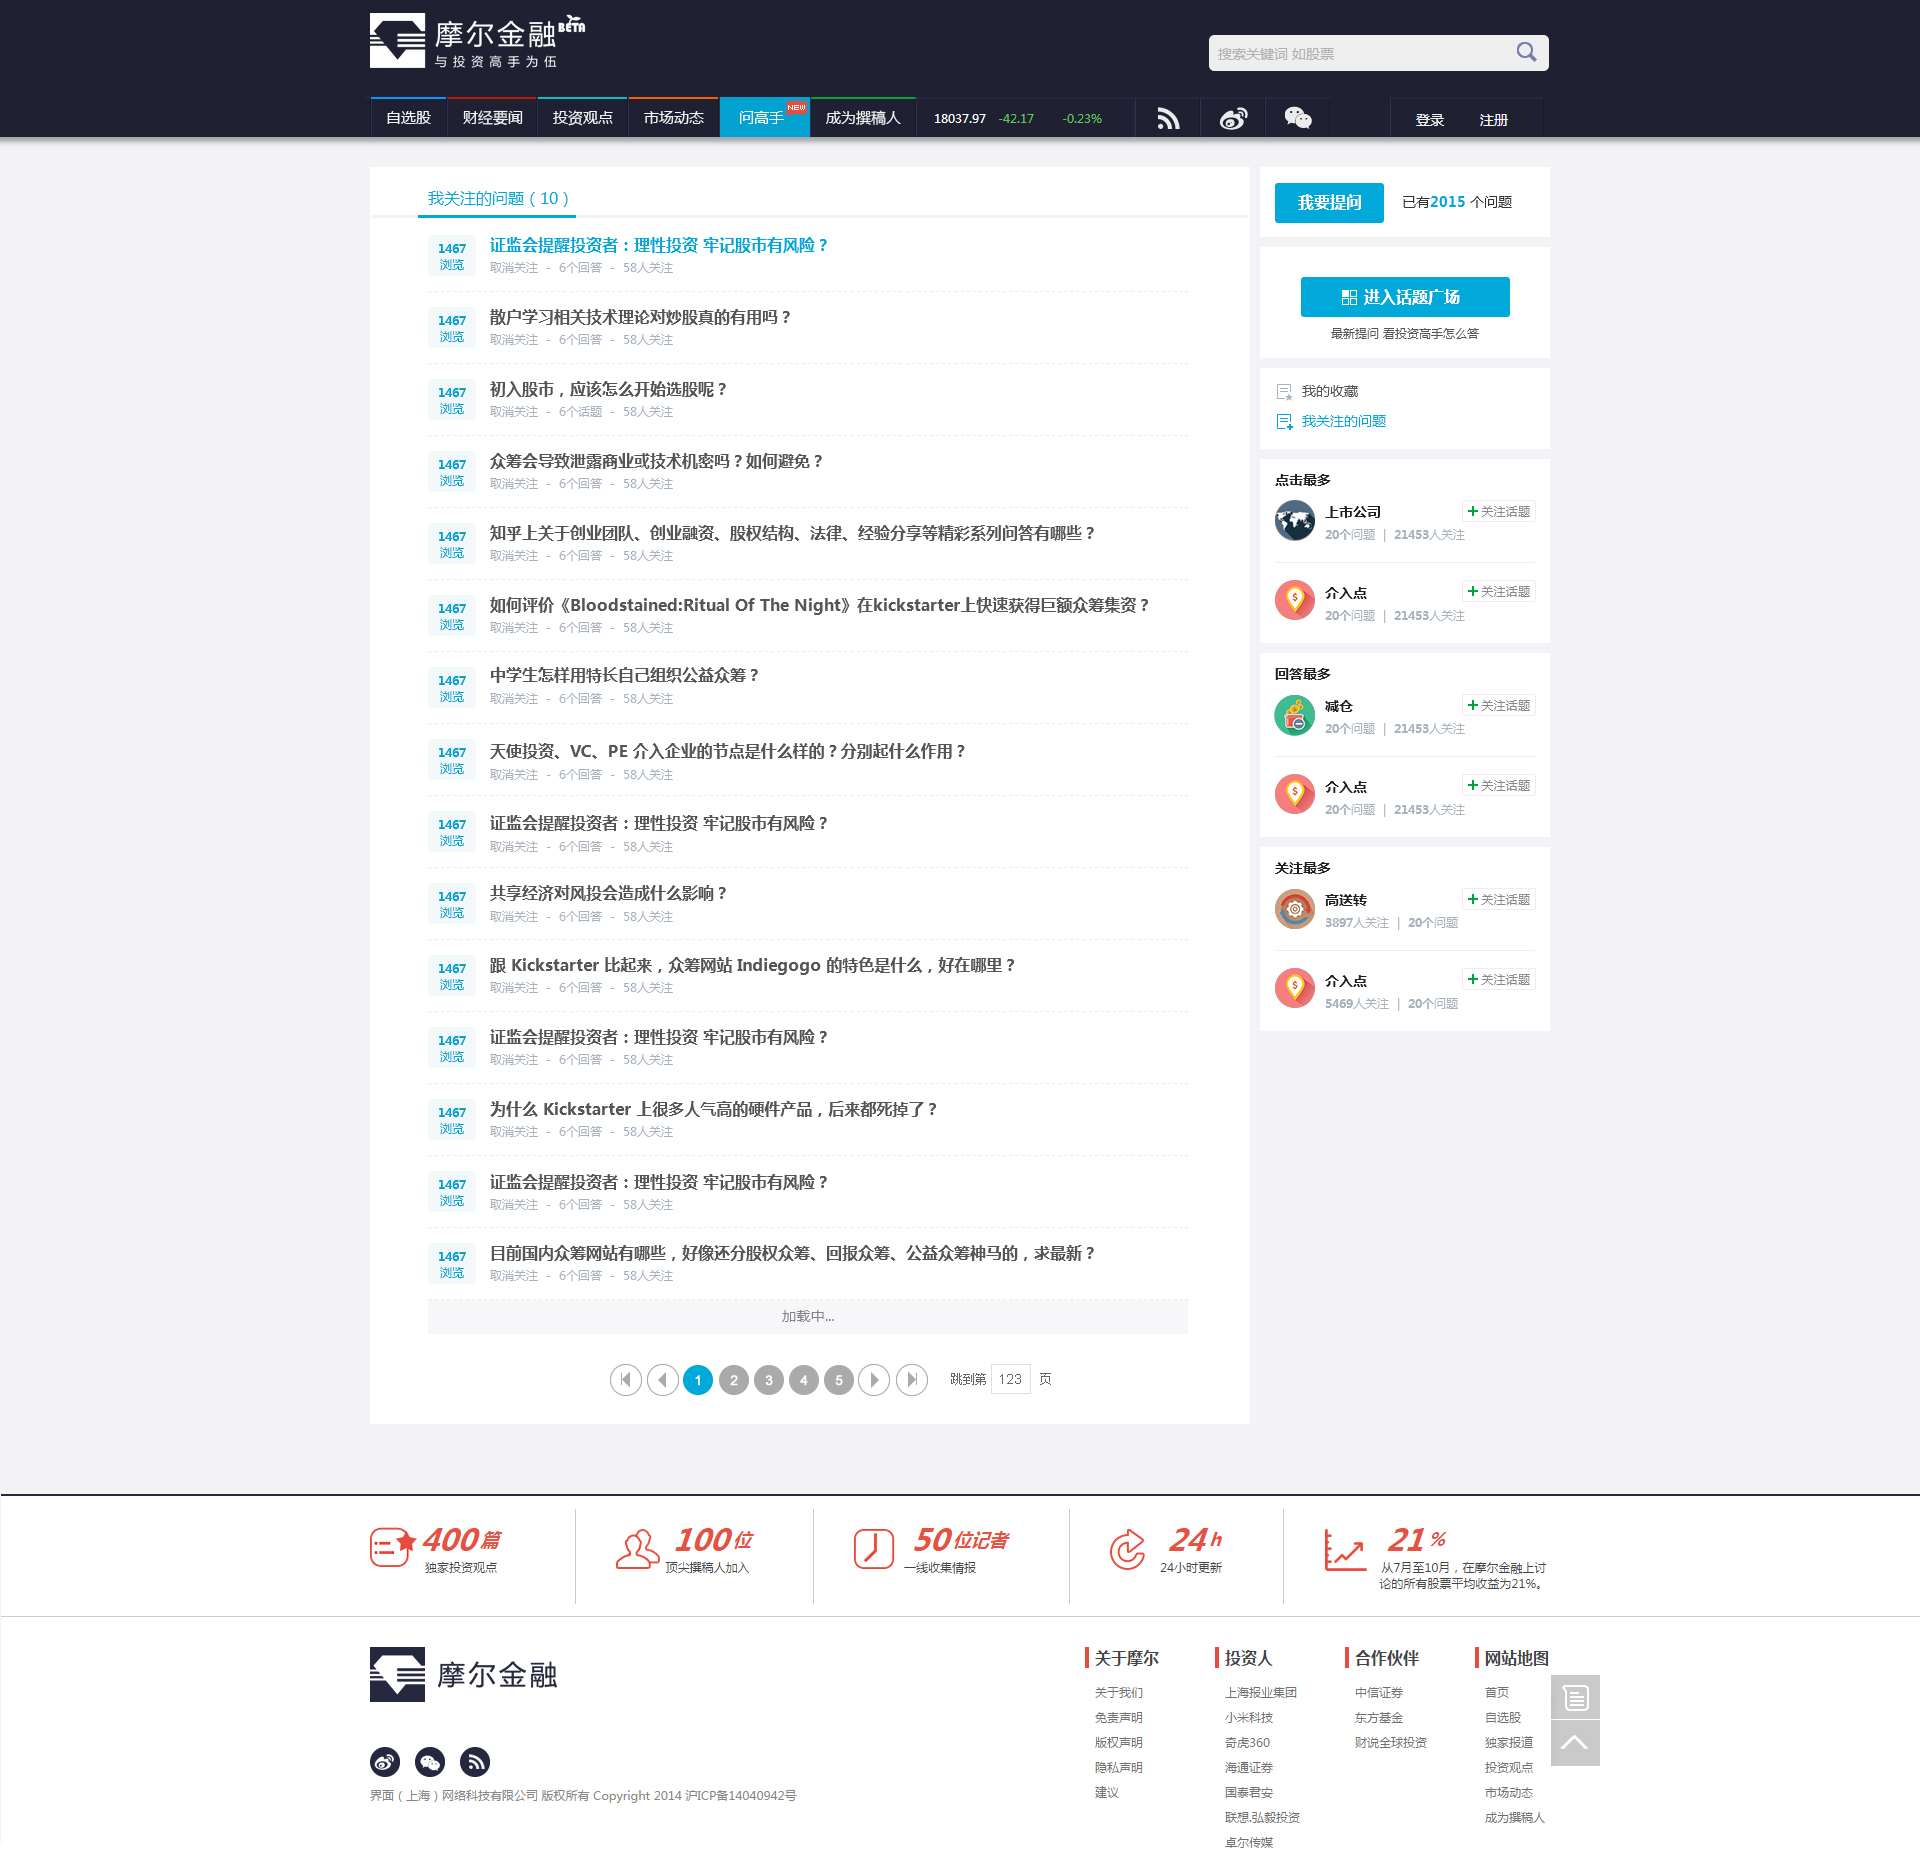 摩尔金融BETA
与投资高手为伍
搜索关键词 如股票
自选股 财经要闻 投资观点 市场动态 问高手 NEW 成为撰稿人 18037.97 -42.17 -0.23% 登录 注册
我关注的问题（10）
1467 浏览
证监会提醒投资者：理性投资 牢记股市有风险？
取消关注 - 6个回答 - 58人关注
1467 浏览
散户学习相关技术理论对炒股真的有用吗？
取消关注 - 6个回答 - 58人关注
1467 浏览
初入股市，应该怎么开始选股呢？
取消关注 - 6个话题 - 58人关注
1467 浏览
众筹会导致泄露商业或技术机密吗？如何避免？
取消关注 - 6个回答 - 58人关注
1467 浏览
知乎上关于创业团队、创业融资、股权结构、法律、经验分享等精彩系列问答有哪些？
取消关注 - 6个回答 - 58人关注
1467 浏览
如何评价《Bloodstained:Ritual Of The Night》在kickstarter上快速获得巨额众筹集资？
取消关注 - 6个回答 - 58人关注
1467 浏览
中学生怎样用特长自己组织公益众筹？
取消关注 - 6个回答 - 58人关注
1467 浏览
天使投资、VC、PE 介入企业的节点是什么样的？分别起什么作用？
取消关注 - 6个回答 - 58人关注
1467 浏览
证监会提醒投资者：理性投资 牢记股市有风险？
取消关注 - 6个回答 - 58人关注
1467 浏览
共享经济对风投会造成什么影响？
取消关注 - 6个回答 - 58人关注
1467 浏览
跟 Kickstarter 比起来，众筹网站 Indiegogo 的特色是什么，好在哪里？
取消关注 - 6个回答 - 58人关注
1467 浏览
证监会提醒投资者：理性投资 牢记股市有风险？
取消关注 - 6个回答 - 58人关注
1467 浏览
为什么 Kickstarter 上很多人气高的硬件产品，后来都死掉了？
取消关注 - 6个回答 - 58人关注
1467 浏览
证监会提醒投资者：理性投资 牢记股市有风险？
取消关注 - 6个回答 - 58人关注
1467 浏览
目前国内众筹网站有哪些，好像还分股权众筹、回报众筹、公益众筹神马的，求最新？
取消关注 - 6个回答 - 58人关注
加载中...
1 2 3 4 5 跳到第 123 页
我要提问 已有2015 个问题
进入话题广场
最新提问 看投资高手怎么答
我的收藏
我关注的问题
点击最多
上市公司 +关注话题
20个问题 | 21453人关注
介入点 +关注话题
20个问题 | 21453人关注
回答最多
减仓 +关注话题
20个问题 | 21453人关注
介入点 +关注话题
20个问题 | 21453人关注
关注最多
高送转 +关注话题
3897人关注 | 20个问题
介入点 +关注话题
5469人关注 | 20个问题
400篇
独家投资观点
100位
顶尖撰稿人加入
50位记者
一线收集情报
24h
24小时更新
21%
从7月至10月，在摩尔金融上讨
论的所有股票平均收益为21%。
摩尔金融
界面（上海）网络科技有限公司 版权所有 Copyright 2014 沪ICP备14040942号
关于摩尔
关于我们
免责声明
版权声明
隐私声明
建议
投资人
上海报业集团
小米科技
奇虎360
海通证券
国泰君安
联想.弘毅投资
卓尔传媒
合作伙伴
中信证券
东方基金
财说全球投资
网站地图
首页
自选股
独家报道
投资观点
市场动态
成为撰稿人